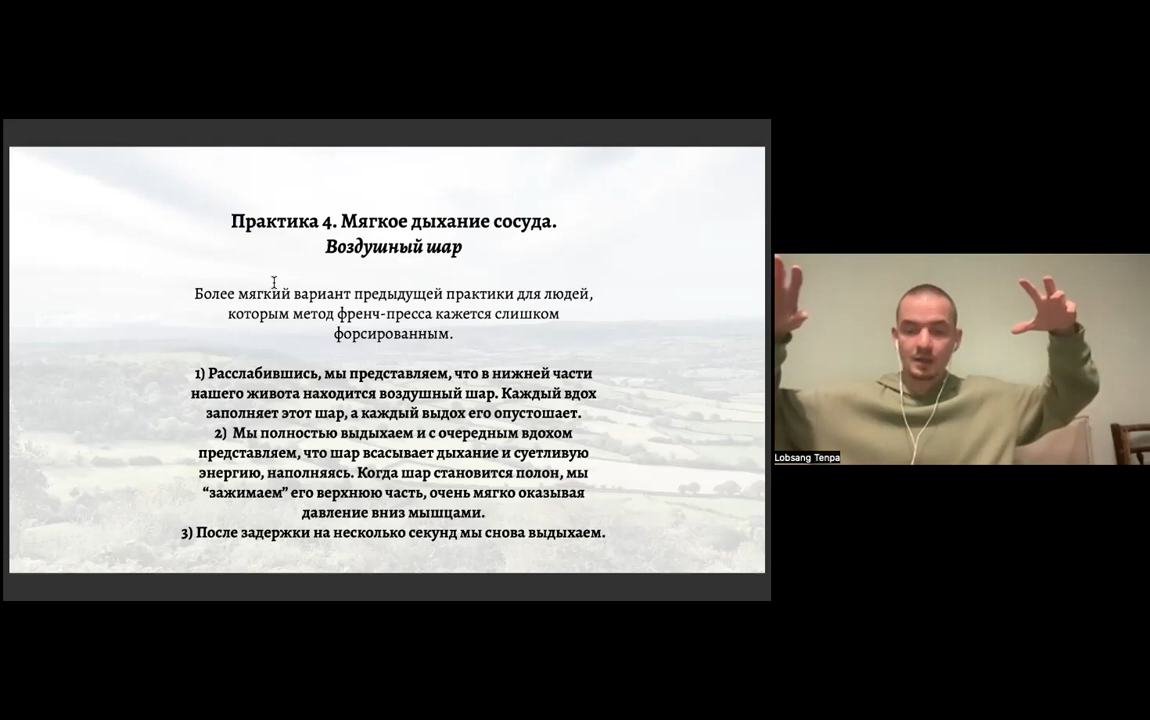 Практика 4. Мягкое дыхание сосуда.
Воздушный шар
Более мягкий вариант предыдущей практики для людей,
которым метод френч-пресса кажется слишком
форсированным.
1) Расслабившись, мы представляем, что в нижней части
нашего живота находится воздушный шар. Каждый вдох
заполняет этот шар, а каждый выдох его опустошает.
2) Мы полностью выдыхаем и с очередным вдохом
представляем, что шар всасывает дыхание и суетливую
энергию, наполняясь. Когда шар становится полон, мы
“зажимаем” его верхнюю часть, очень мягко оказывая
давление вниз мышцами.
3) После задержки на несколько секунд мы снова выдыхаем.
Lobsang Tenpa